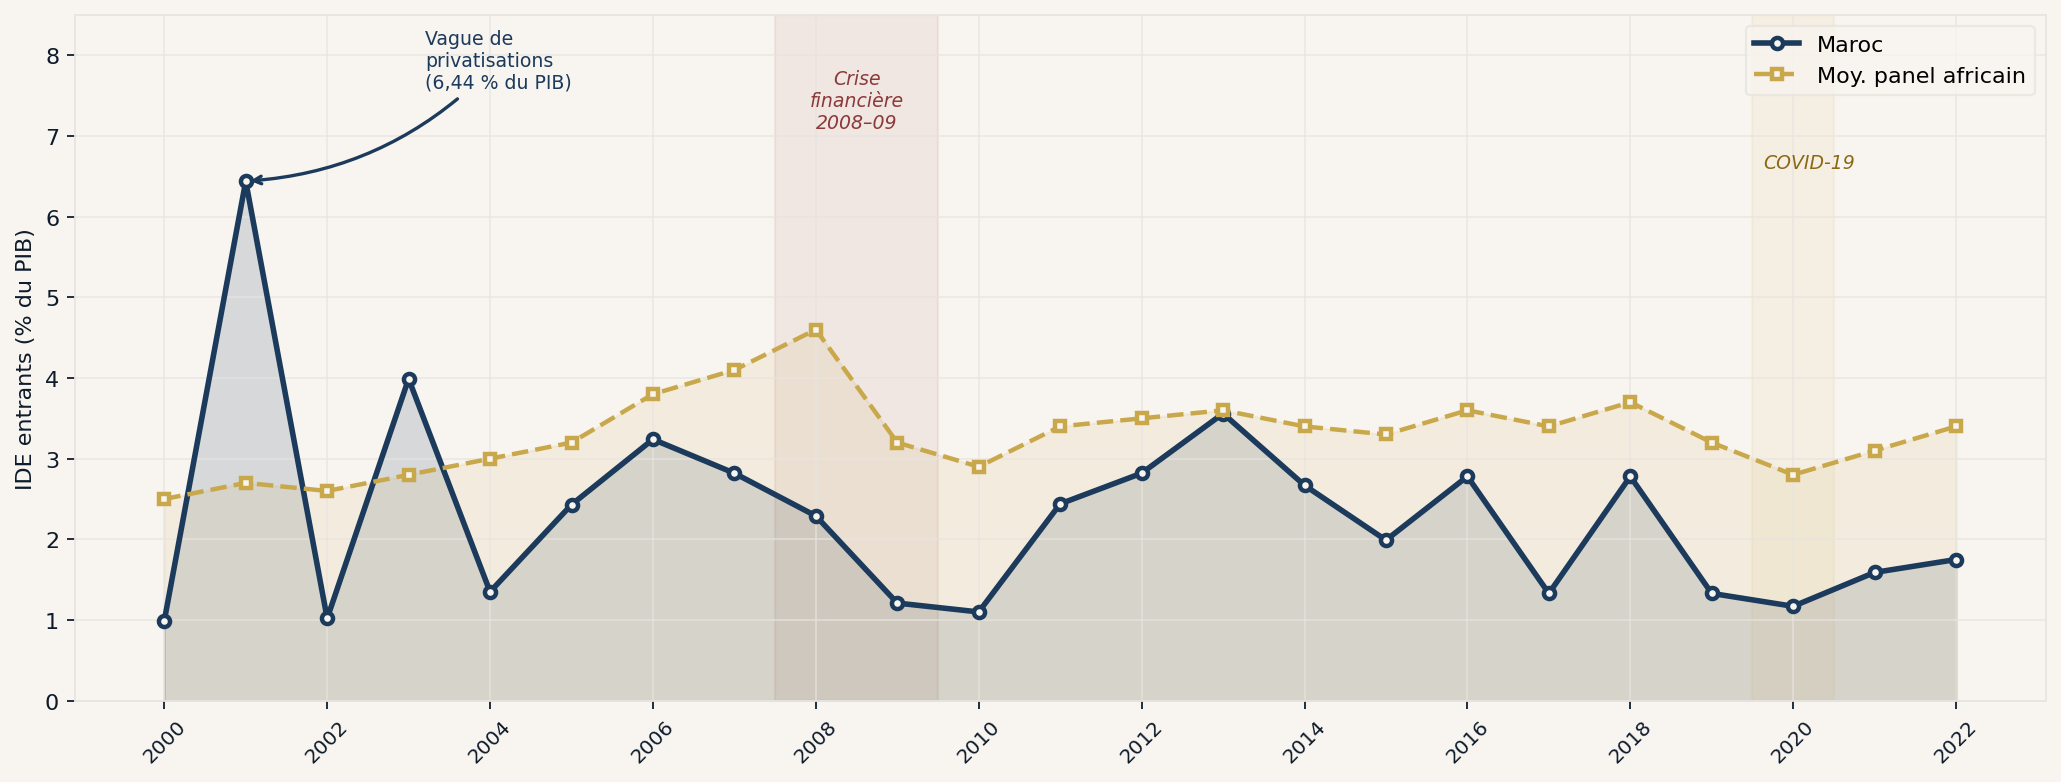 Vague de
privatisations
(6,44 % du PIB)
Crise
financière
2008–09
COVID-19
Maroc
Moy. panel africain
IDE entrants (% du PIB)
8
7
6
5
4
3
2
1
0
2000
2002
2004
2006
2008
2010
2012
2014
2016
2018
2020
2022